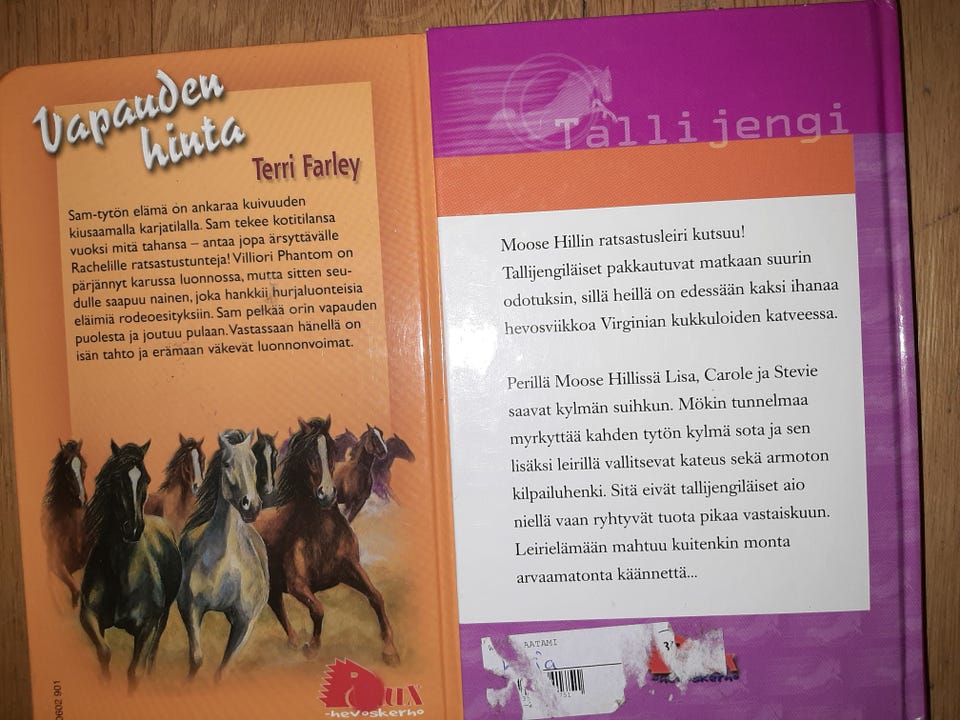 Vapauden
hinta
Terri Farley
Sam-tytön elämä on ankaraa kuivuuden
kiusaamalla karjatilalla. Sam tekee kotitilansa
vuoksi mitä tahansa – antaa jopa ärsyttävälle
Rachelille ratsastustunteja! Villiori Phantom on
pärjännyt karussa luonnossa, mutta sitten seu-
dulle saapuu nainen, joka hankkii hurjaluonteisia
eläimiä rodeoesityksiin. Sam pelkää orin vapauden
puolesta ja joutuu pulaan. Vastassaan hänellä on
isän tahto ja erämaan väkevät luonnonvoimat.
Pux
-hevoskerho
0602 901
Tallijengi
Moose Hillin ratsastusleiri kutsuu!
Tallijengiläiset pakkautuvat matkaan suurin
odotuksin, sillä heillä on edessään kaksi ihanaa
hevosviikkoa Virginian kukkuloiden katveessa.
Perillä Moose Hillissä Lisa, Carole ja Stevie
saavat kylmän suihkun. Mökin tunnelmaa
myrkyttää kahden tytön kylmä sota ja sen
lisäksi leirillä vallitsevat kateus sekä armoton
kilpailuhenki. Sitä eivät tallijengiläiset aio
niellä vaan ryhtyvät tuota pikaa vastaiskuun.
Leirielämään mahtuu kuitenkin monta
arvaamatonta käännettä...
AATAMI